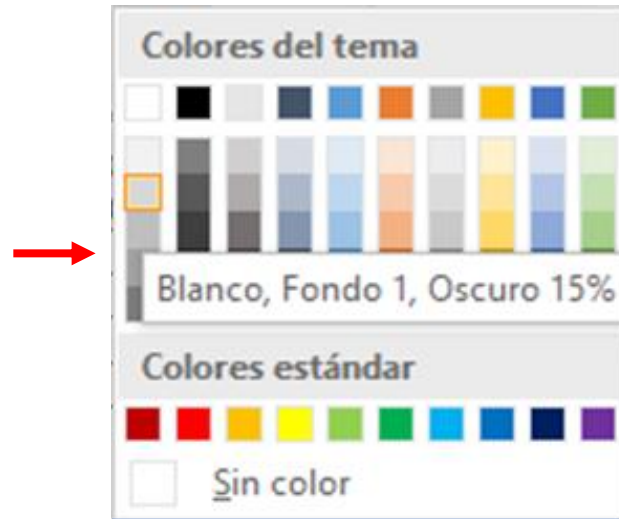 Colores del tema
Blanco, Fondo 1, Oscuro 15%
Colores estándar
Sin color